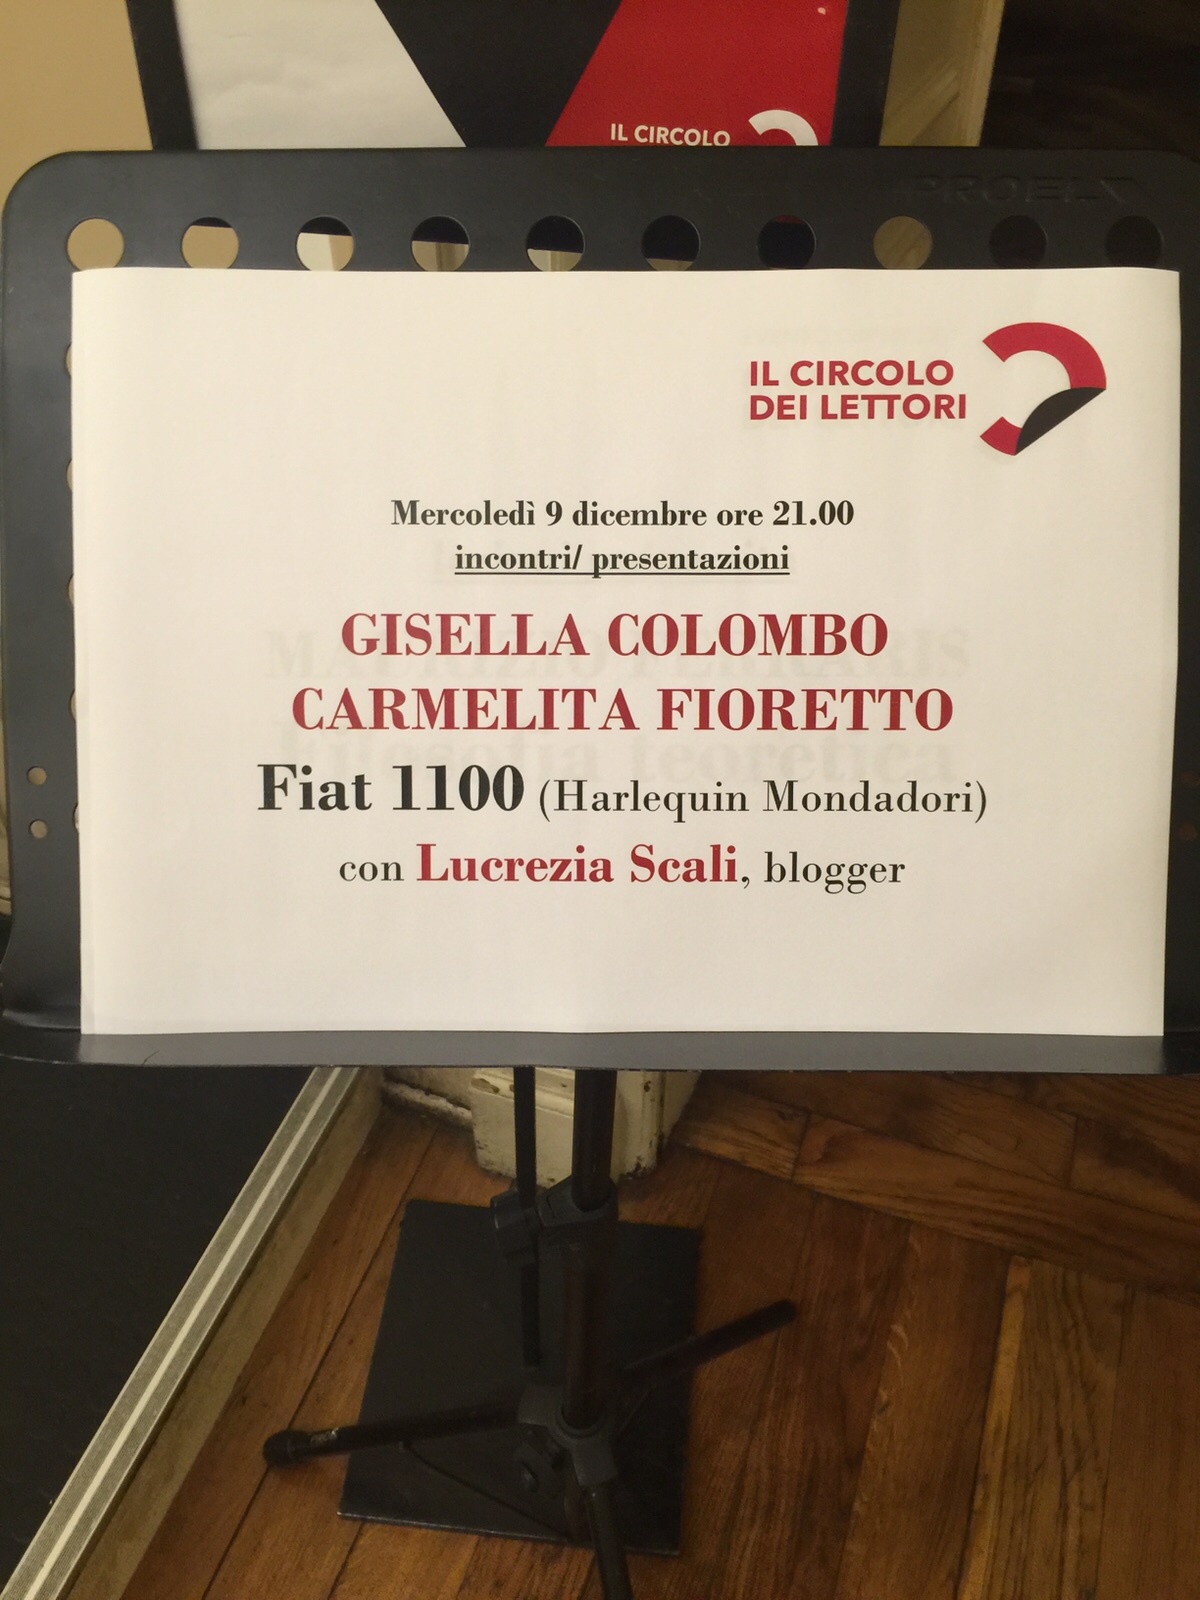 IL CIRCOLO
PROEL
IL CIRCOLO
DEI LETTORI
Mercoledì 9 dicembre ore 21.00
incontri/ presentazioni
GISELLA COLOMBO
CARMELITA FIORETTO
Fiat 1100 (Harlequin Mondadori)
con Lucrezia Scali, blogger